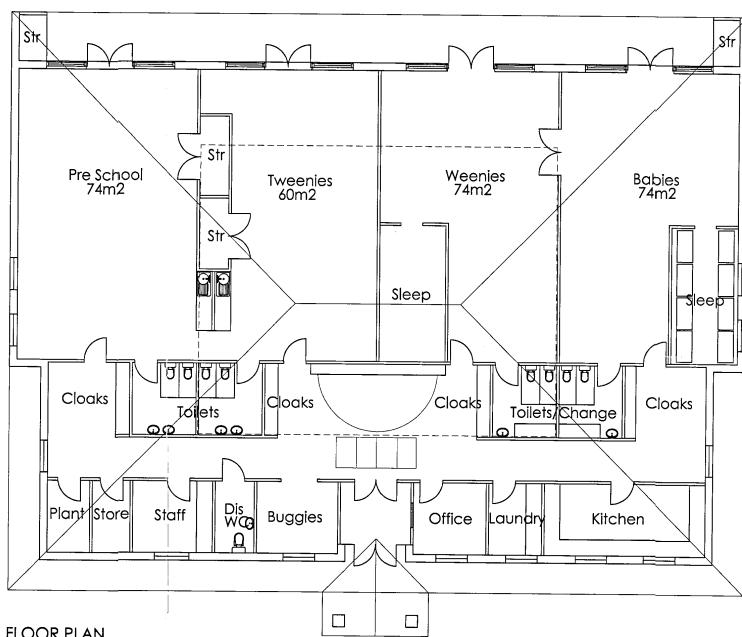 Str
Str
Pre School
74m2
Str
Tweenies
60m2
Weenies
74m2
Babies
74m2
Str
Sleep
Sleep
Cloaks
Toilets
Cloaks
Cloaks
Toilets/Change
Cloaks
Plant
Store
Staff
Dis
WC
Buggies
Office
Laundry
Kitchen
FLOOR PLAN